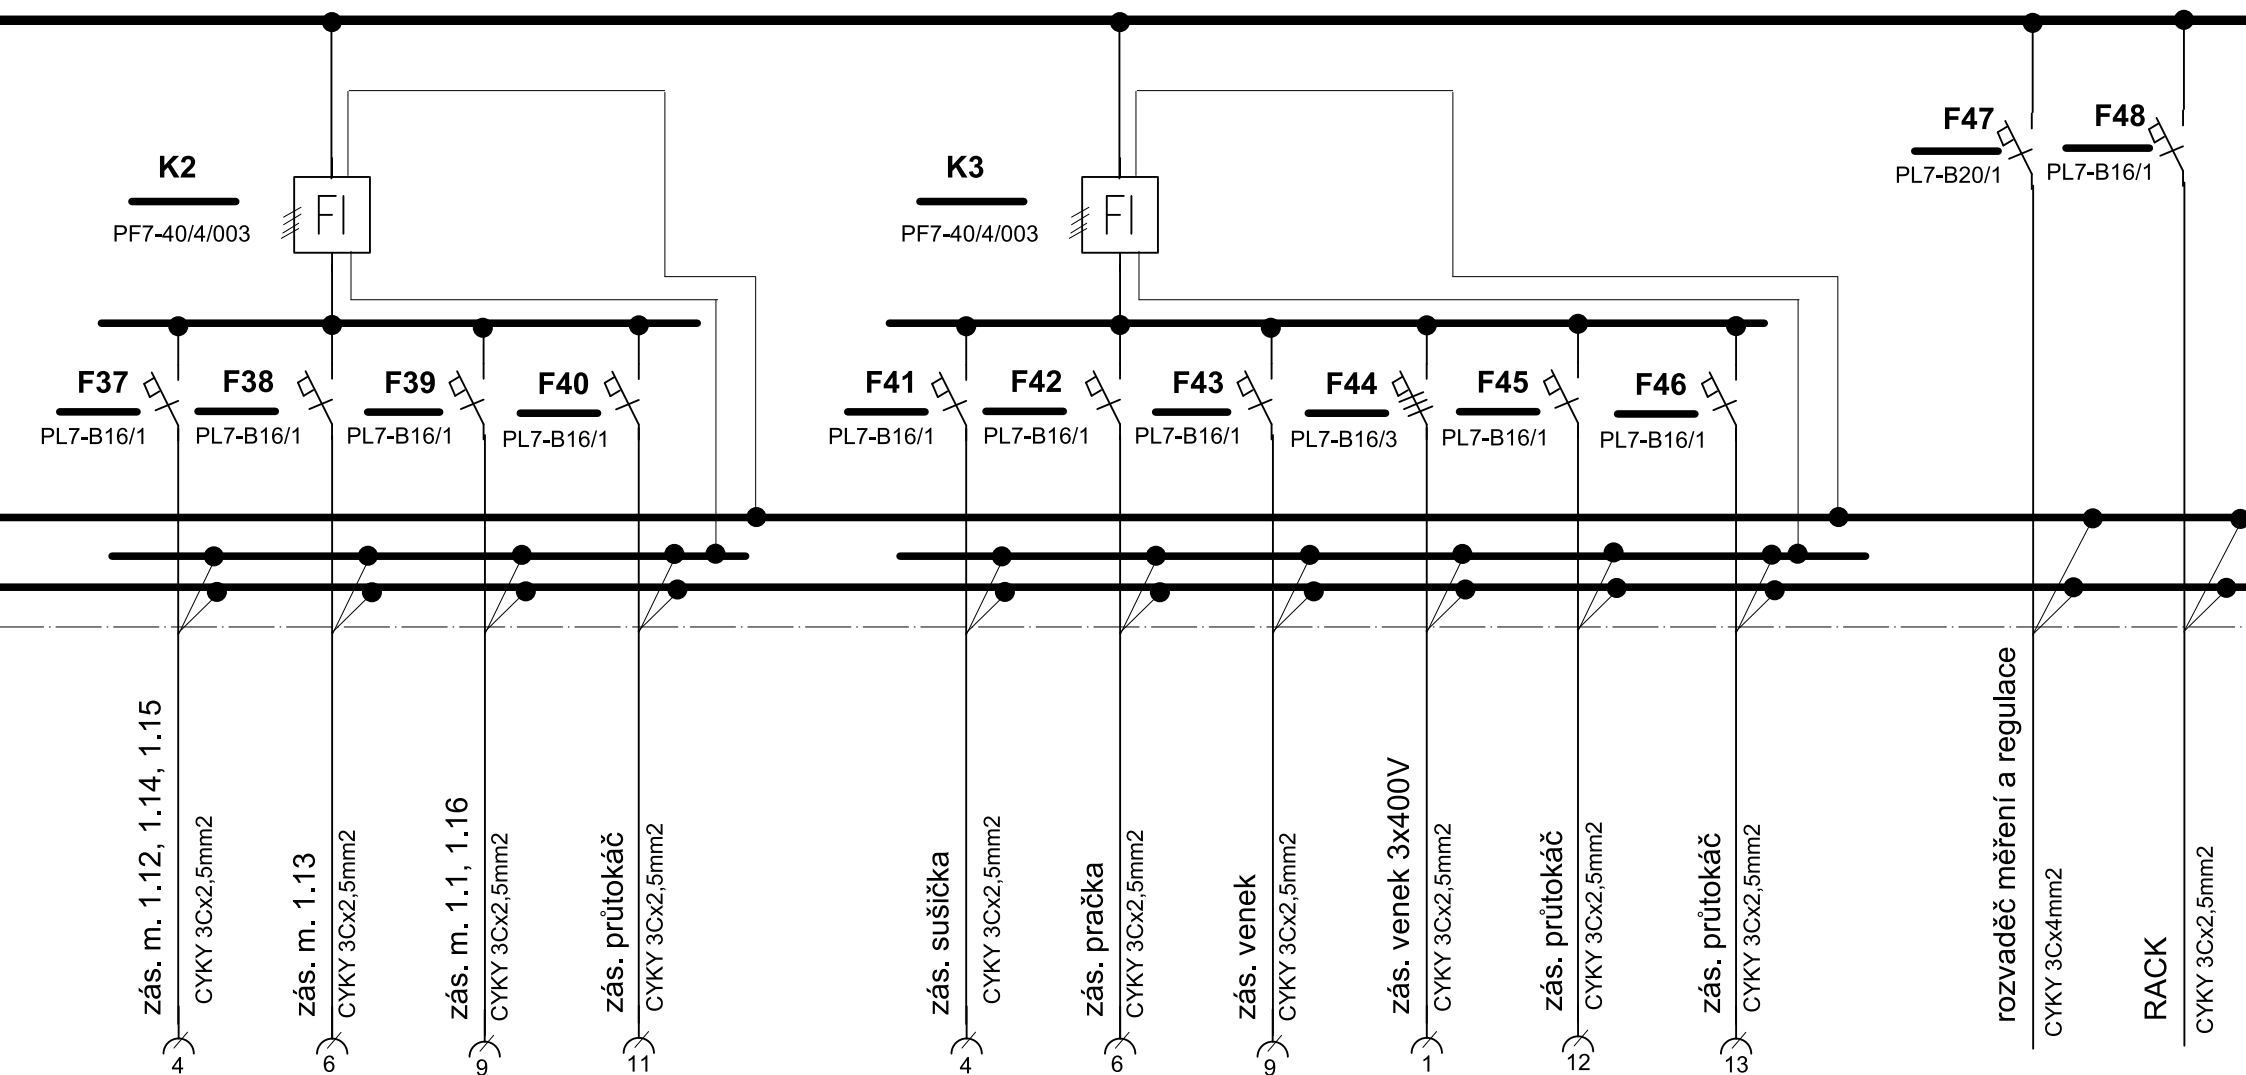 F47
F48
PL7-B20/1
PL7-B16/1
K2
FI
PF7-40/4/003
K3
FI
PF7-40/4/003
F37
F38
F39
F40
F41
F42
F43
F44
F45
F46
PL7-B16/1
PL7-B16/1
PL7-B16/1
PL7-B16/1
PL7-B16/1
PL7-B16/1
PL7-B16/1
PL7-B16/3
PL7-B16/1
PL7-B16/1
zás. m. 1.12, 1.14, 1.15
CYKY 3Cx2,5mm2
4
zás. m. 1.13
CYKY 3Cx2,5mm2
6
zás. m. 1.1, 1.16
CYKY 3Cx2,5mm2
9
zás. průtokáč
CYKY 3Cx2,5mm2
11
zás. sušička
CYKY 3Cx2,5mm2
4
zás. pračka
CYKY 3Cx2,5mm2
6
zás. venek
CYKY 3Cx2,5mm2
9
zás. venek 3x400V
CYKY 3Cx2,5mm2
1
zás. průtokáč
CYKY 3Cx2,5mm2
12
zás. průtokáč
CYKY 3Cx2,5mm2
13
rozvaděč měření a regulace
CYKY 3Cx4mm2
RACK
CYKY 3Cx2,5mm2